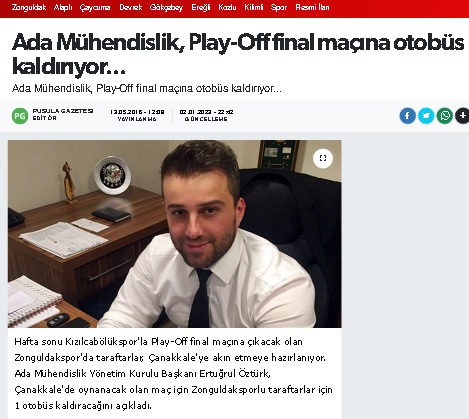 Zonguldak Alaplı Çaycuma Devrek Gökçebey Ereğli Kozlu Kilimli Spor Resmi İlan
Ada Mühendislik, Play-Off final maçına otobüs
kaldırıyor...
Ada Mühendislik, Play-Off final maçına otobüs kaldırıyor...
PG
PUSULA GAZETESİ
EDİTÖR
13.05.2016 - 12:09
YAYINLANMA
02.01.2023 - 22:02
GÜNCELLEME
Hafta sonu Kızılcabölükspor'la Play-Off final maçına çıkacak olan
Zonguldakspor'da taraftarlar, Çanakkale'ye akın etmeye hazırlanıyor.
Ada Mühendislik Yönetim Kurulu Başkanı Ertuğrul Öztürk,
Çanakkale'de oynanacak olan maç için Zonguldaksporlu taraftarlar için
1 otobüs kaldıracağını açıkladı.